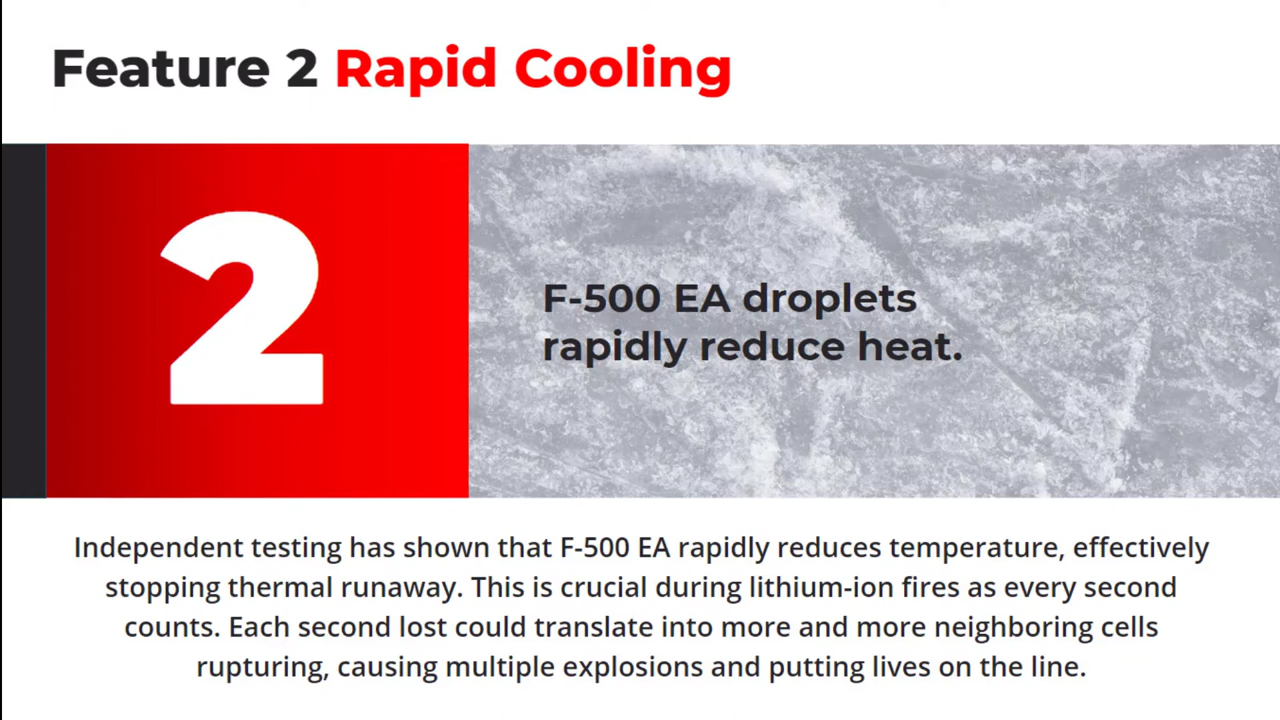 Feature 2 Rapid Cooling
2
F-500 EA droplets
rapidly reduce heat.
Independent testing has shown that F-500 EA rapidly reduces temperature, effectively
stopping thermal runaway. This is crucial during lithium-ion fires as every second
counts. Each second lost could translate into more and more neighboring cells
rupturing, causing multiple explosions and putting lives on the line.